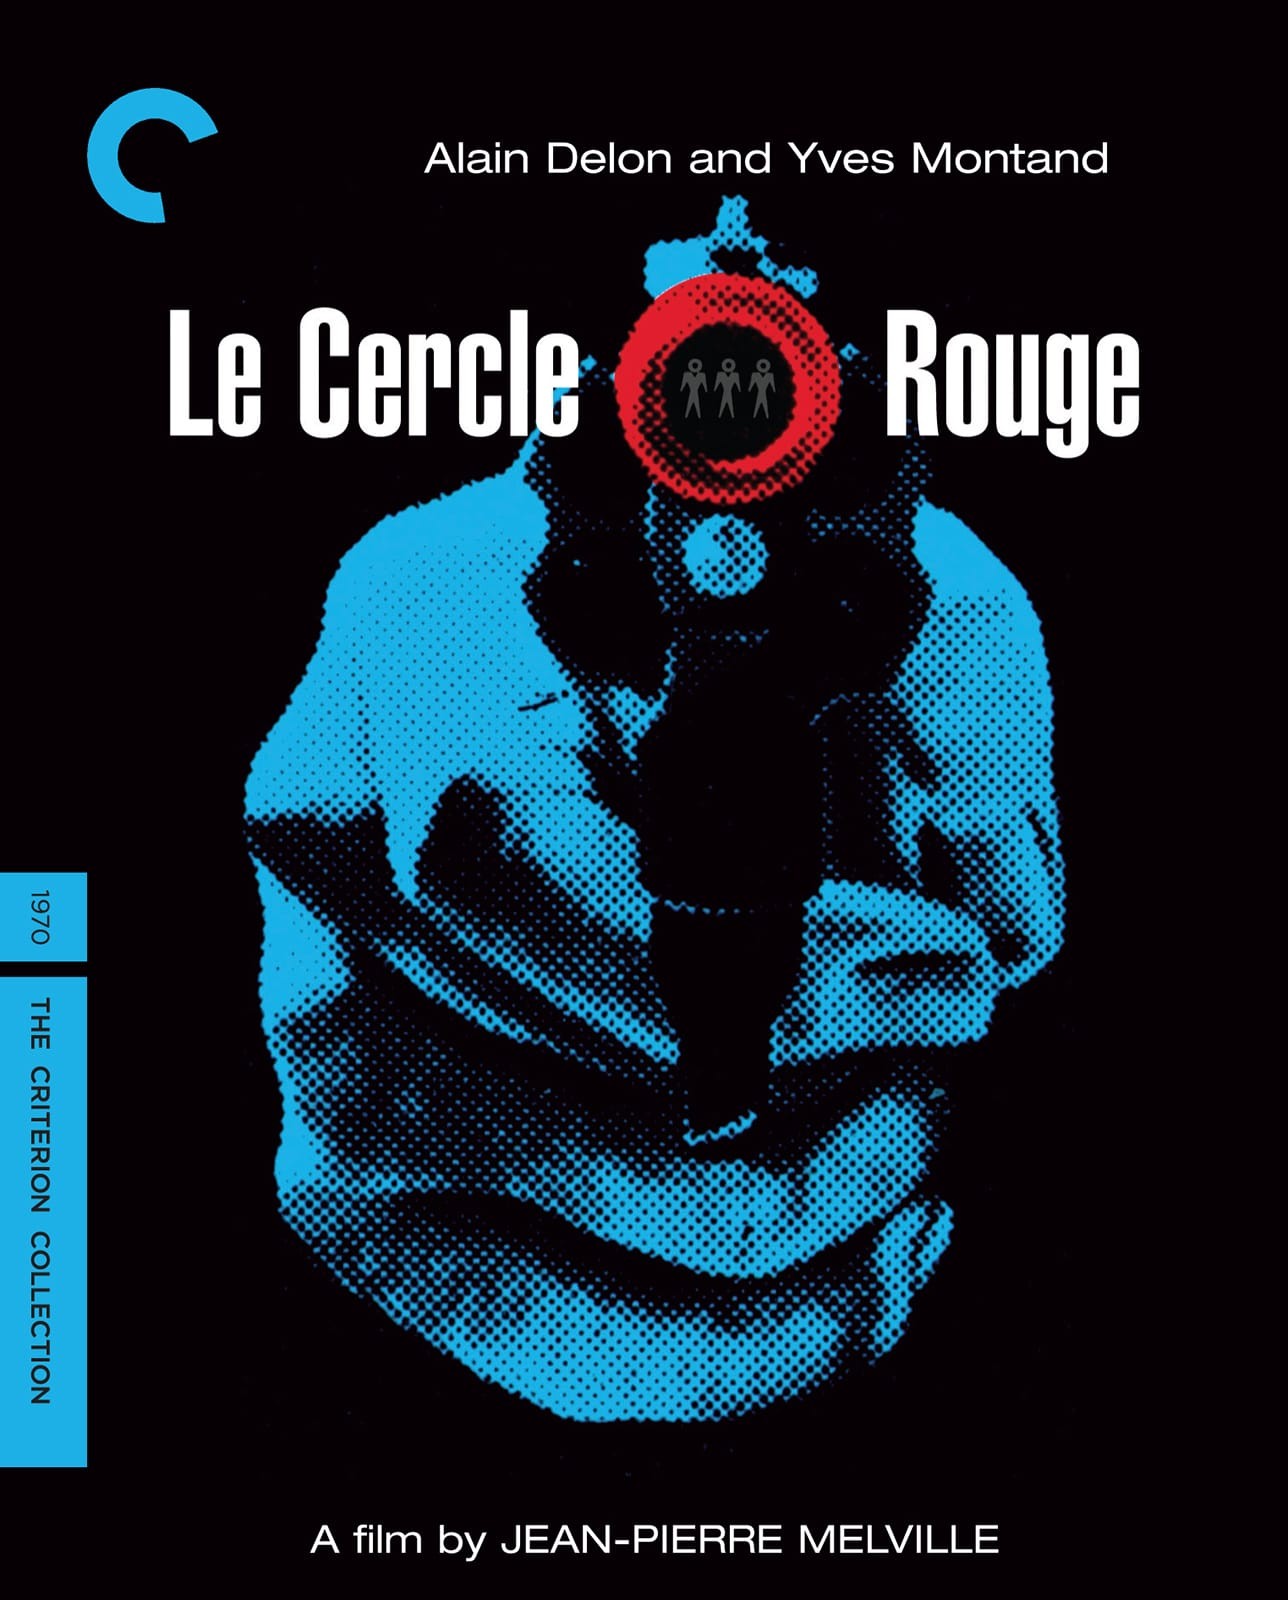 Alain Delon and Yves Montand
Le Cercle Rouge
1970
THE CRITERION COLLECTION
A film by JEAN-PIERRE MELVILLE